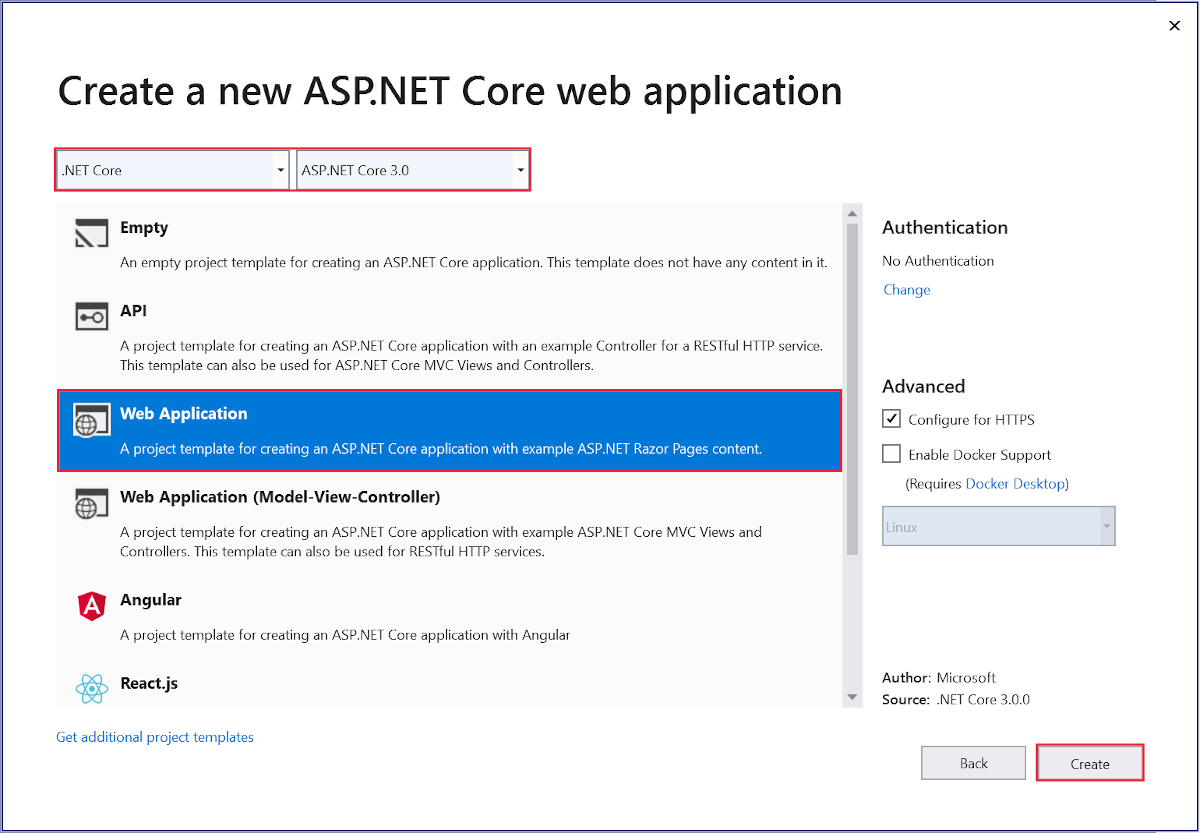 Create a new ASP.NET Core web application
.NET Core
ASP.NET Core 3.0
Empty
An empty project template for creating an ASP.NET Core application. This template does not have any content in it.
API
A project template for creating an ASP.NET Core application with an example Controller for a RESTful HTTP service.
This template can also be used for ASP.NET Core MVC Views and Controllers.
Web Application
A project template for creating an ASP.NET Core application with example ASP.NET Razor Pages content.
Web Application (Model-View-Controller)
A project template for creating an ASP.NET Core application with example ASP.NET Core MVC Views and
Controllers. This template can also be used for RESTful HTTP services.
Angular
A project template for creating an ASP.NET Core application with Angular
React.js
Get additional project templates
Authentication
No Authentication
Change
Advanced
Configure for HTTPS
Enable Docker Support
(Requires Docker Desktop)
Linux
Author: Microsoft
Source: .NET Core 3.0.0
Back
Create